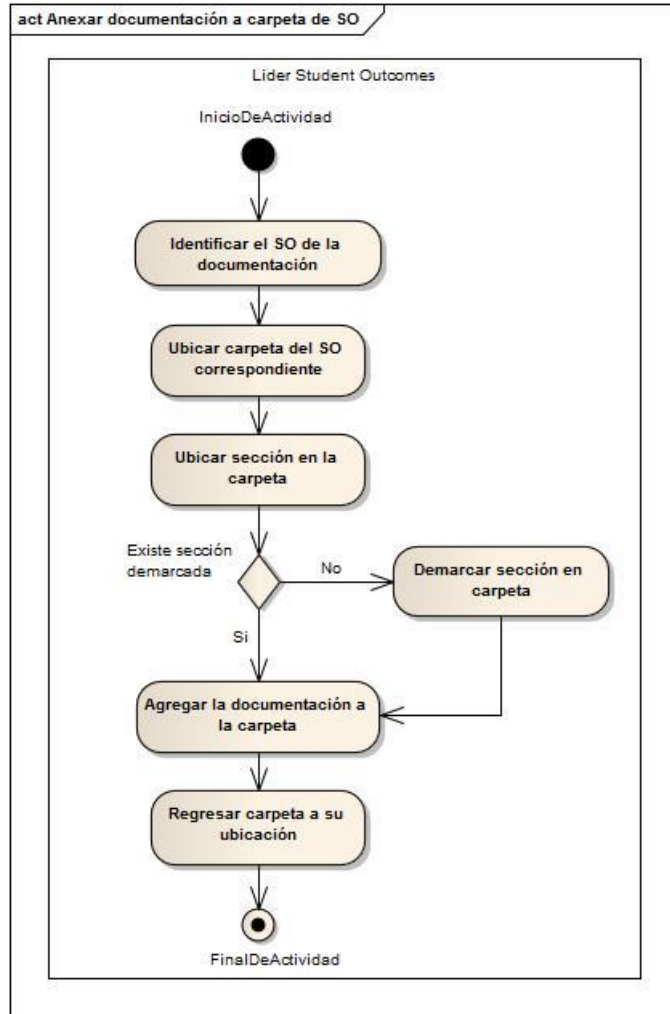 act Anexar documentación a carpeta de SO
Lider Student Outcomes
InicioDeActividad
Identificar el SO de la
documentación
Ubicar carpeta del SO
correspondiente
Ubicar sección en la
carpeta
Existe sección
demarcada
No
Demarcar sección en
carpeta
Si
Agregar la documentación a
la carpeta
Regresar carpeta a su
ubicación
FinalDeActividad